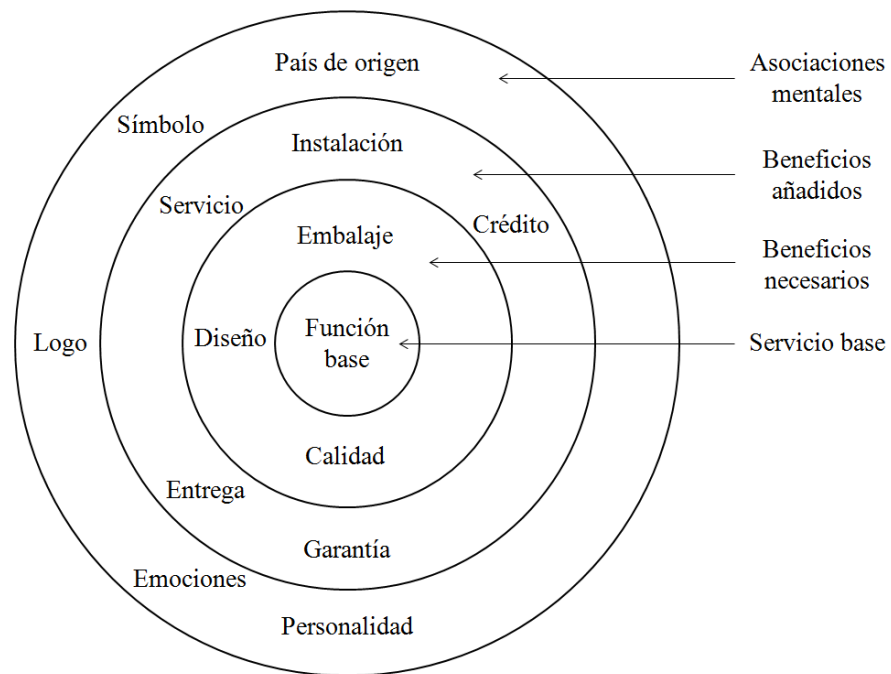 País de origen
Asociaciones
mentales
Símbolo
Instalación
Beneficios
añadidos
Servicio
Crédito
Embalaje
Beneficios
necesarios
Logo
Diseño
Función
base
Servicio base
Calidad
Entrega
Garantía
Emociones
Personalidad